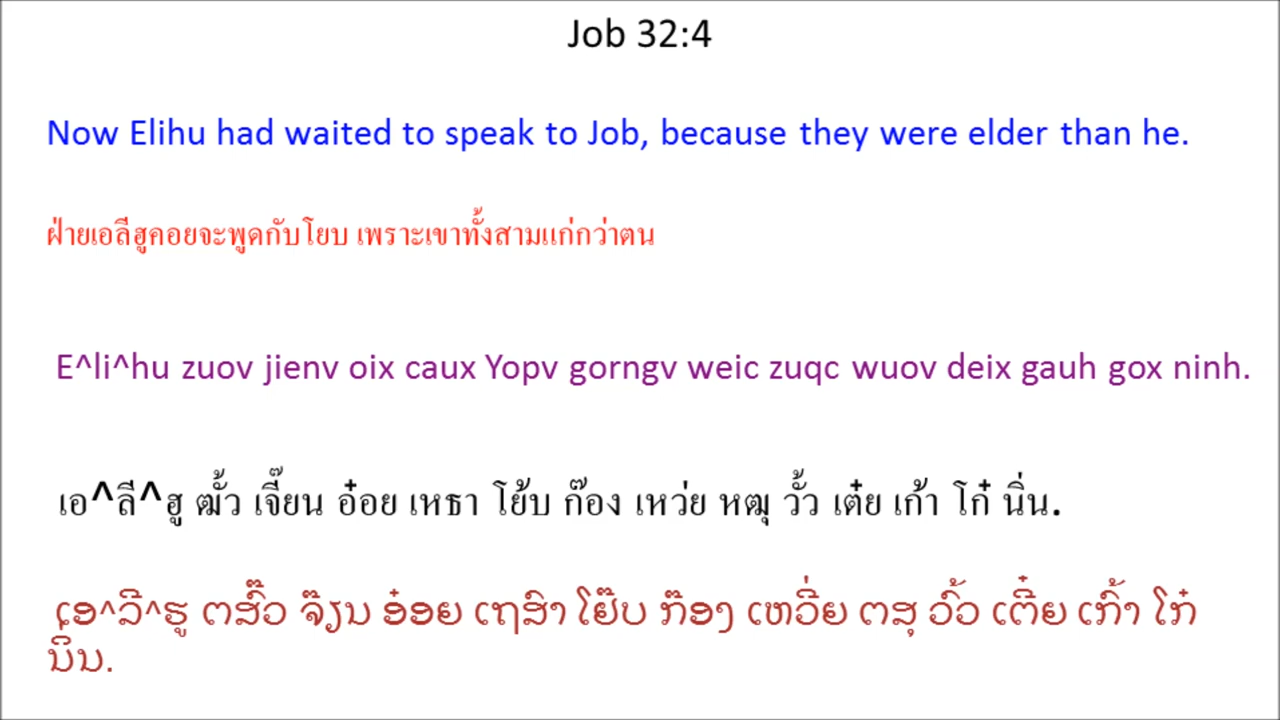 Job 32:4
Now Elihu had waited to speak to Job, because they were elder than he.
ฝ่ายเอลีฮูคอยจะพูดกับโยบ เพราะเขาทั้งสามแก่กว่าตน
E^li^hu zuov jienv oix caux Yopv gorngv weic zuqc wuov deix gauh gox ninh.
เอ^ลี^ฮู ฒั้ว เจี๊ยน อ๋อย เหธา โย้บ ก๊อง เหว่ย หฒุ วั้ว เต๋ย เก้า โก๋ นิ่น.
ເອ^ລີ^ຮູ ຕສົ໊ວ ຈ໊ຽນ ອ໋ອຍ ເຖສົາ ໂຢ໊ບ ກ໊ອງ ເຫວີ່ຍ ຕສຸ ວົ້ວ ເຕີ໋ຍ ເກົ້າ ໂກ໋
ນິ່ນ.